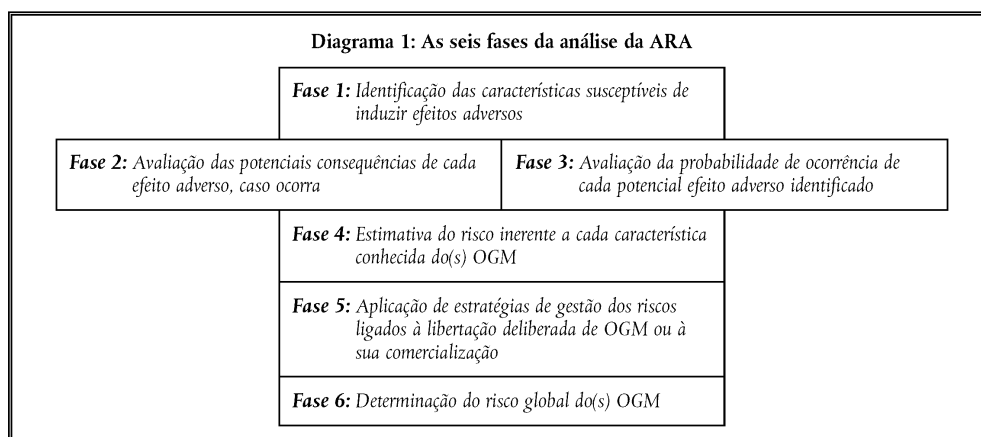 Diagrama 1: As seis fases da análise da ARA
Fase 1: Identificação das características susceptíveis de
induzir efeitos adversos
Fase 2: Avaliação das potenciais consequências de cada
efeito adverso, caso ocorra
Fase 3: Avaliação da probabilidade de ocorrência de
cada potencial efeito adverso identificado
Fase 4: Estimativa do risco inerente a cada característica
conhecida do(s) OGM
Fase 5: Aplicação de estratégias de gestão dos riscos
ligados à libertação deliberada de OGM ou à
sua comercialização
Fase 6: Determinação do risco global do(s) OGM